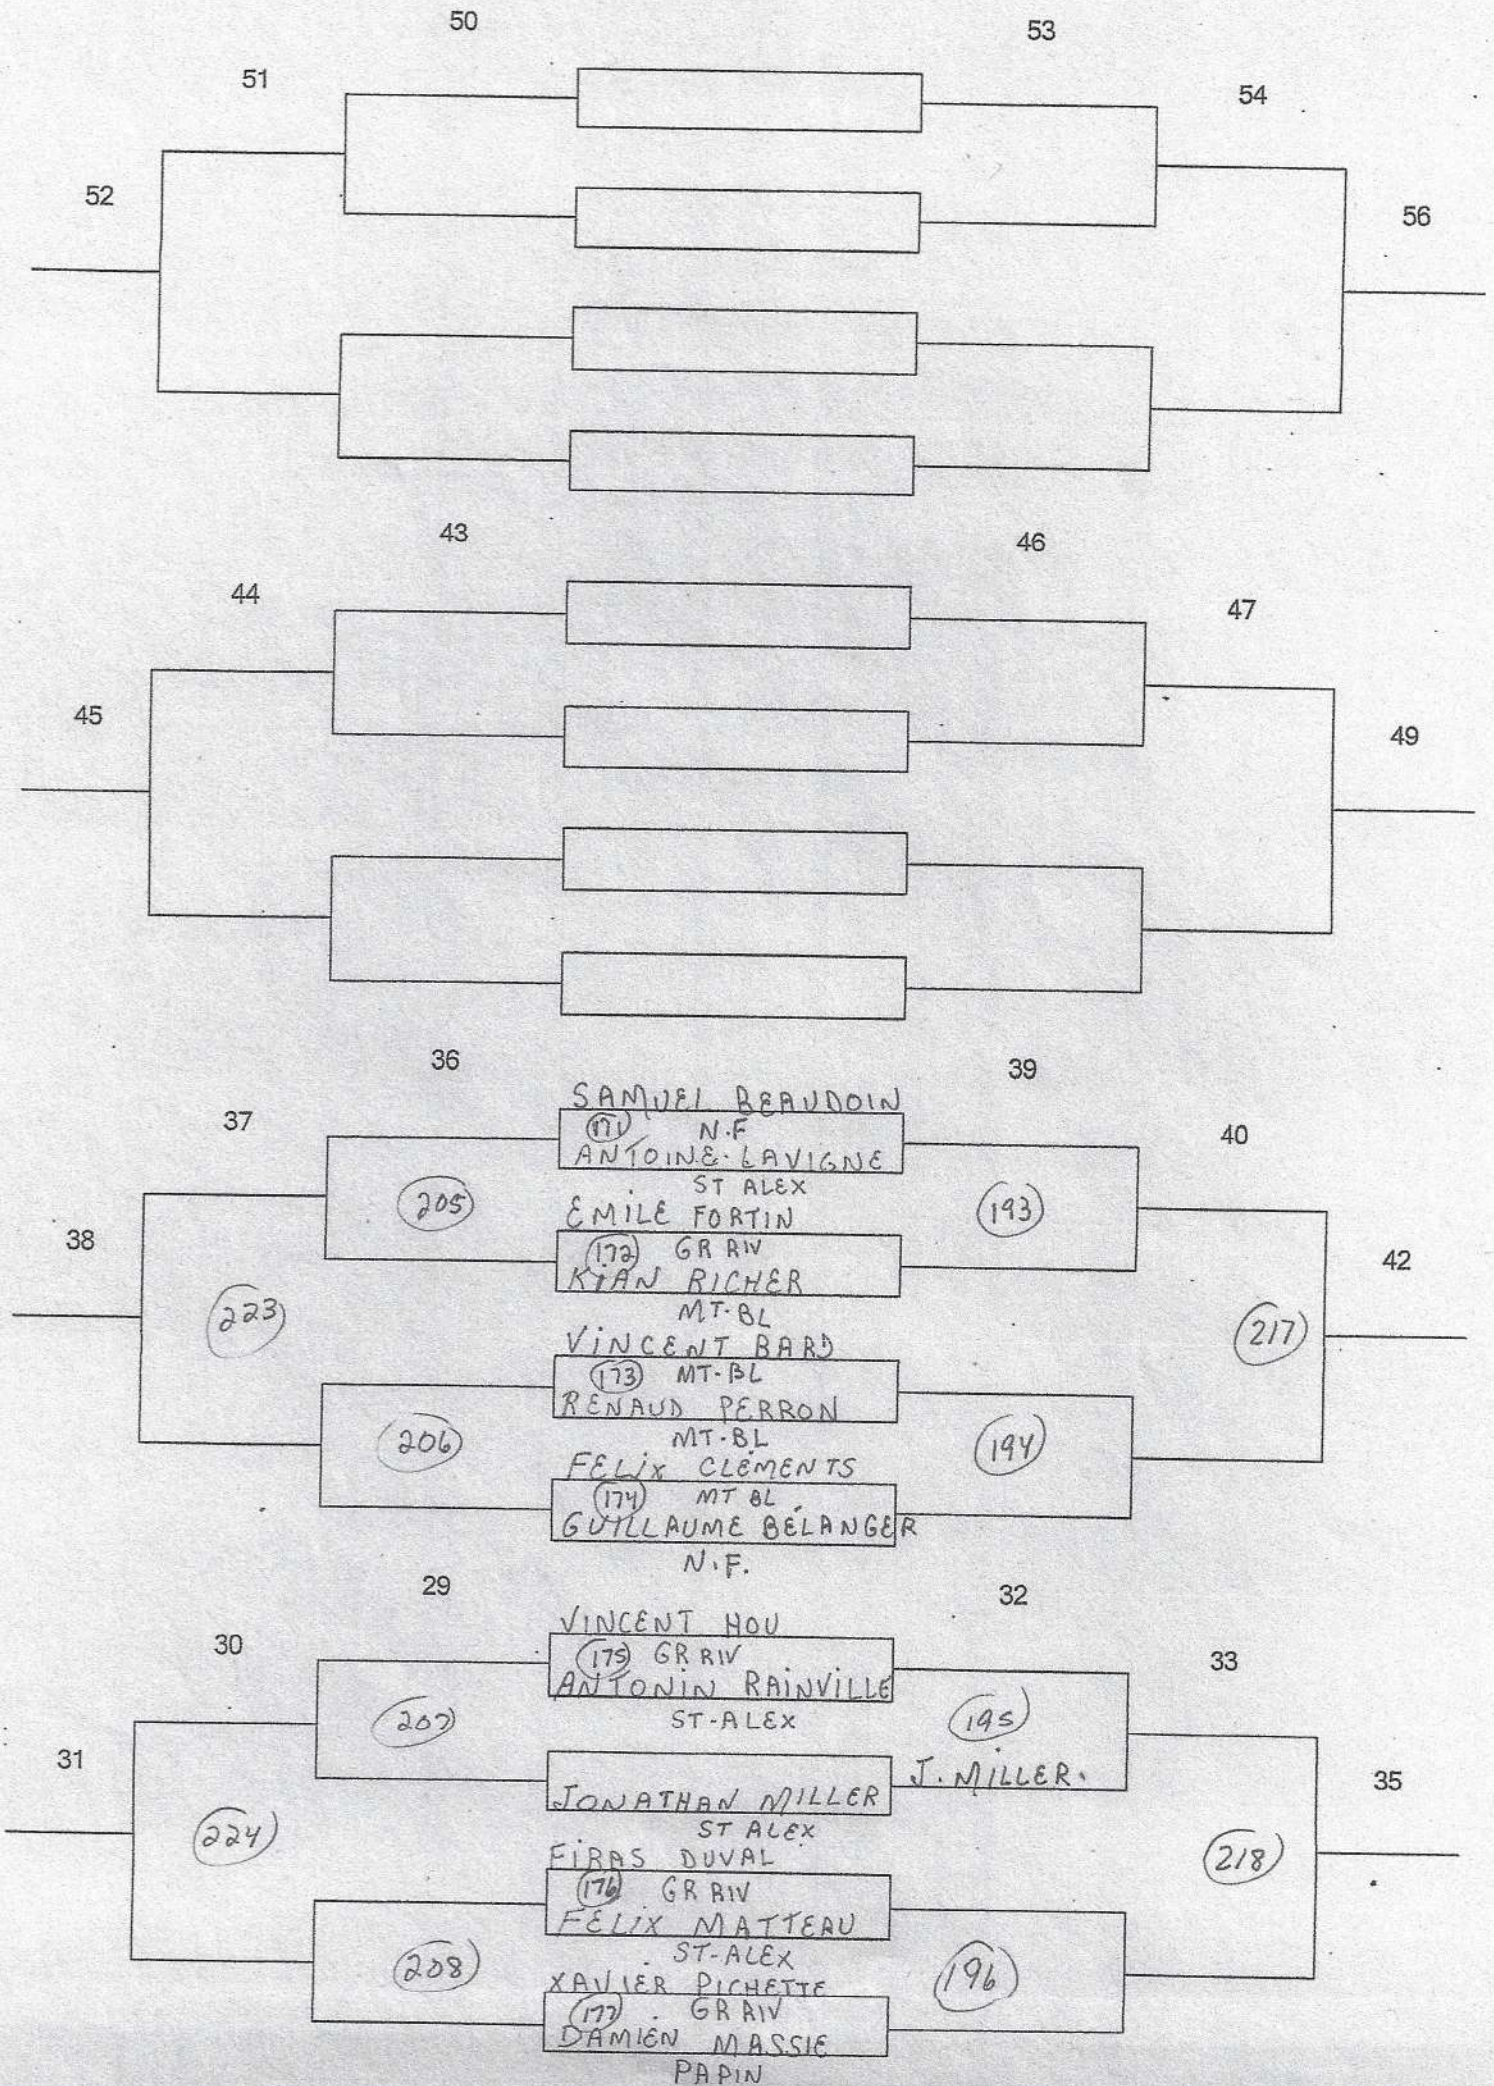 50
53
51
54
52
56
43
46
44
47
45
49
36
39
SAMUEL BEAUDOIN
37
171 N.F
40
ANTOINE LAVIGNE
ST ALEX
205
193
EMILE FORTIN
38
172 GR RIV
42
KIAN RICHER
MT-BL
223
217
VINCENT BARD
173 MT-BL
RENAUD PERRON
MT-BL
206
194
FELIX CLEMENTS
174 MT BL
GUILLAUME BÉLANGER
N.F.
29
32
VINCENT HOU
30
175 GR RIV
33
ANTONIN RAINVILLE
ST-ALEX
207
195
31
J. MILLER.
35
JONATHAN MILLER
ST ALEX
224
218
FIRAS DUVAL
176 GR RIV
FELIX MATTEAU
ST-ALEX
208
196
XAVIER PICHETTE
177 GR RIV
DAMIEN MASSIE
PAPIN